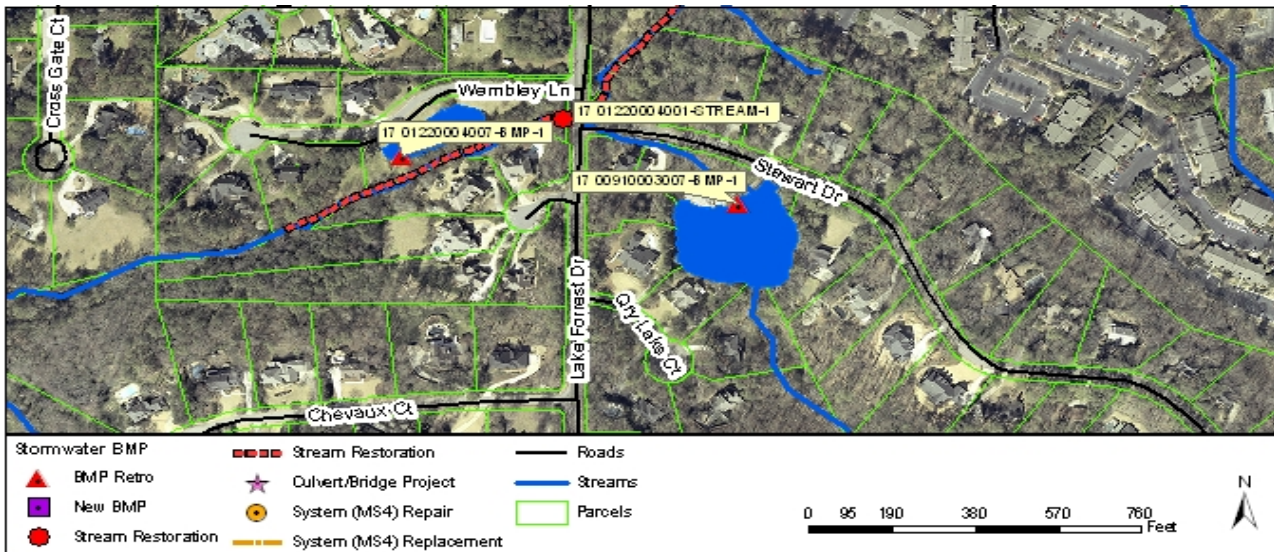 Cross Gate Ct
Wembley Ln
17 01220004001-STREAM-1
17 01220004007-BMP-1
17 00910003007-BMP-1
Stewart Dr
Lake Forrest Dr
Qry Lake Ct
Chevaux Ct
Stormwater BMP
BMP Retro
New BMP
Stream Restoration
Stream Restoration
Culvert/Bridge Project
System (MS4) Repair
System (MS4) Replacement
Roads
Streams
Parcels
0 95 190 380 570 760
Feet
N